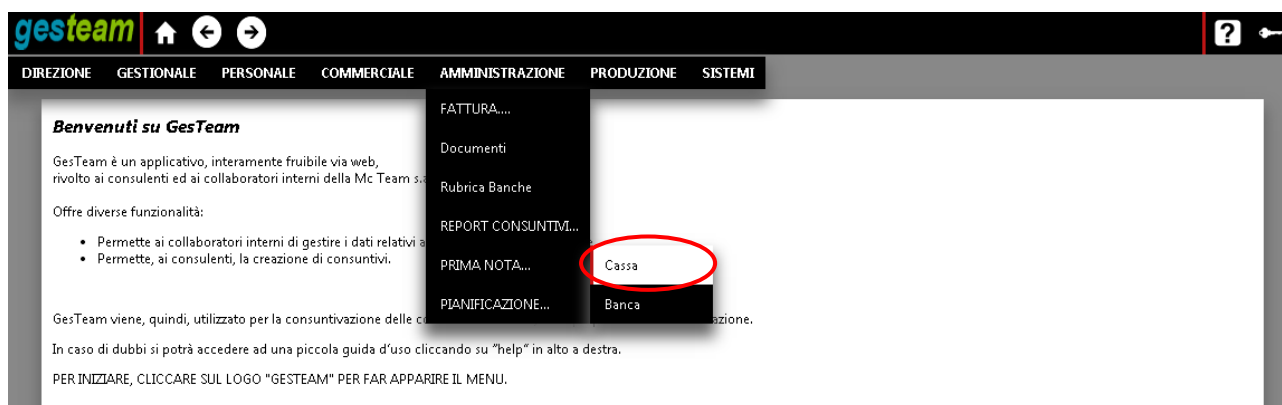 gesteam
?
DIREZIONE GESTIONALE PERSONALE COMMERCIALE AMMINISTRAZIONE PRODUZIONE SISTEMI
FATTURA....
Documenti
Rubrica Banche
REPORT CONSUNTIVI...
PRIMA NOTA...
PIANIFICAZIONE...
Cassa
Banca
Benvenuti su GesTeam
GesTeam è un applicativo, interamente fruibile via web,
rivolto ai consulenti ed ai collaboratori interni della Mc Team
Offre diverse funzionalità:
• Permette ai collaboratori interni di gestire i dati relativi
• Permette, ai consulenti, la creazione di consuntivi.
GesTeam viene, quindi, utilizzato per la consuntivazione delle
In caso di dubbi si potrà accedere ad una piccola guida d'uso cliccando su "help" in alto a destra.
PER INIZIARE, CLICCARE SUL LOGO "GESTEAM" PER FAR APPARIRE IL MENU.